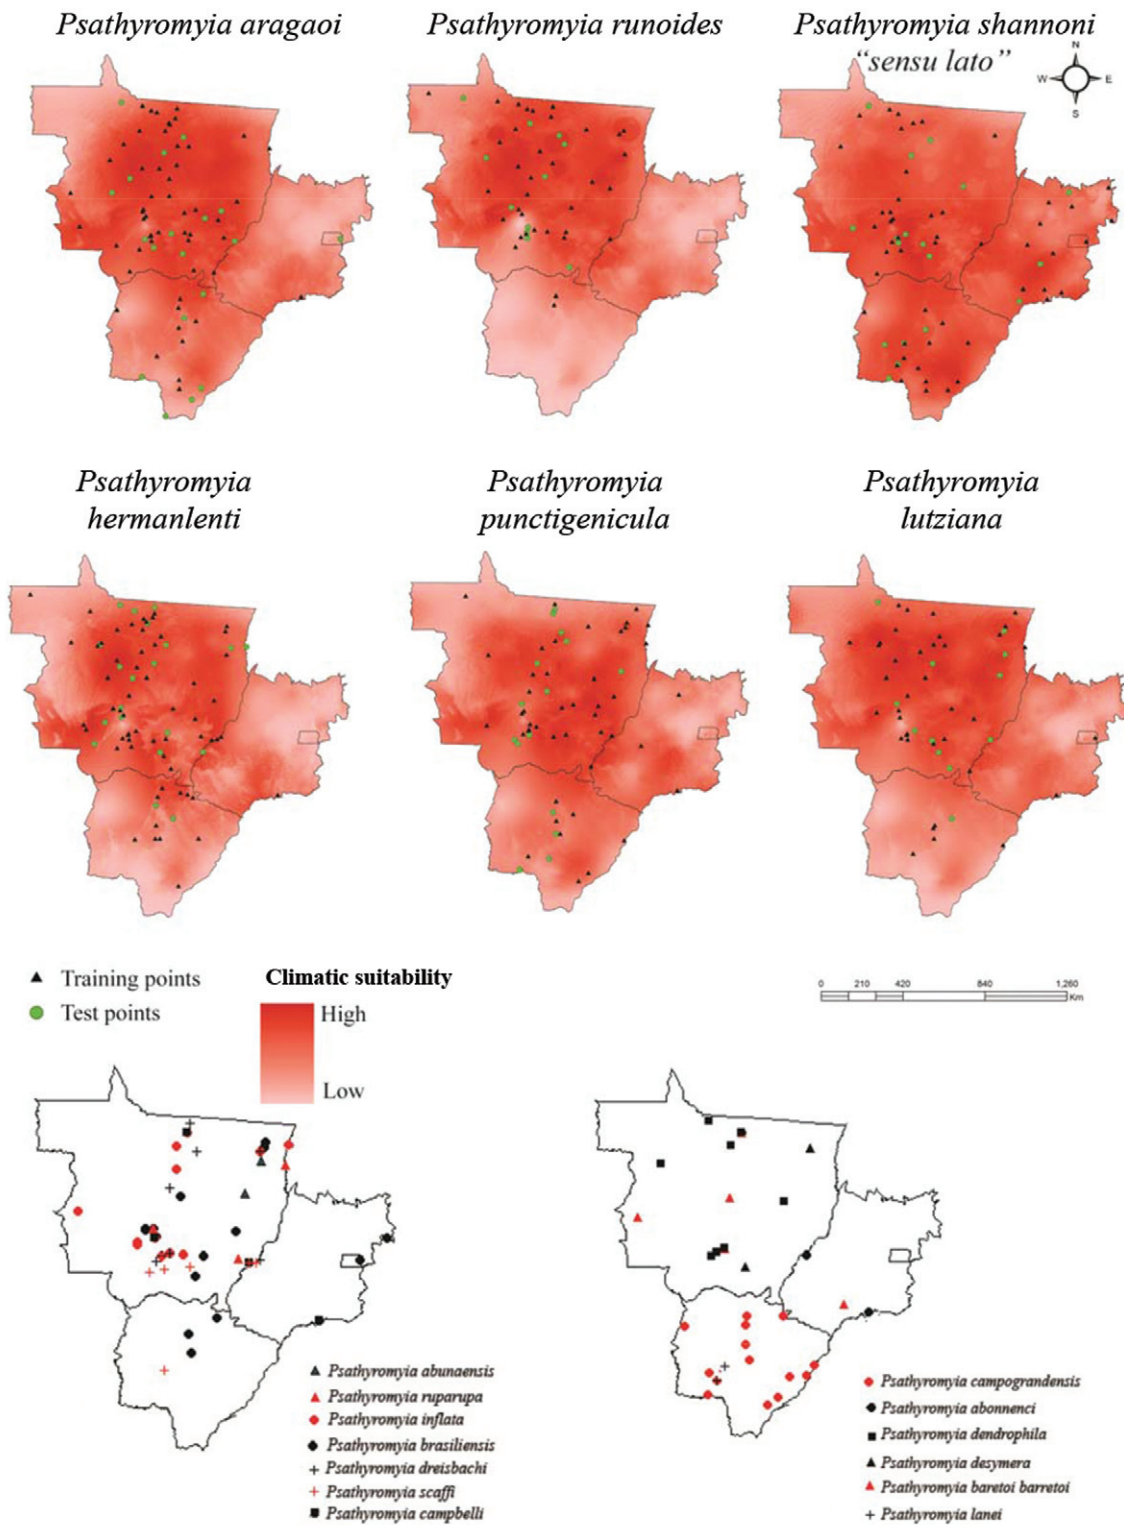 Psathyromyia aragaoi
Psathyromyia runoides
Psathyromyia shannoni
“sensu lato”
N
W
E
S
Psathyromyia
hermanlenti
Psathyromyia
punctigenicula
Psathyromyia
lutziana
Training points
Test points
Climatic suitability
High
Low
0 210 420 840 1,260
Km
Psathyromyia abunaensis
Psathyromyia ruparupa
Psathyromyia inflata
Psathyromyia brasiliensis
Psathyromyia dreisbachi
Psathyromyia scaffi
Psathyromyia campbelli
Psathyromyia campograndensis
Psathyromyia abonnenci
Psathyromyia dendrophila
Psathyromyia desymera
Psathyromyia baretoi barretoi
Psathyromyia lanei